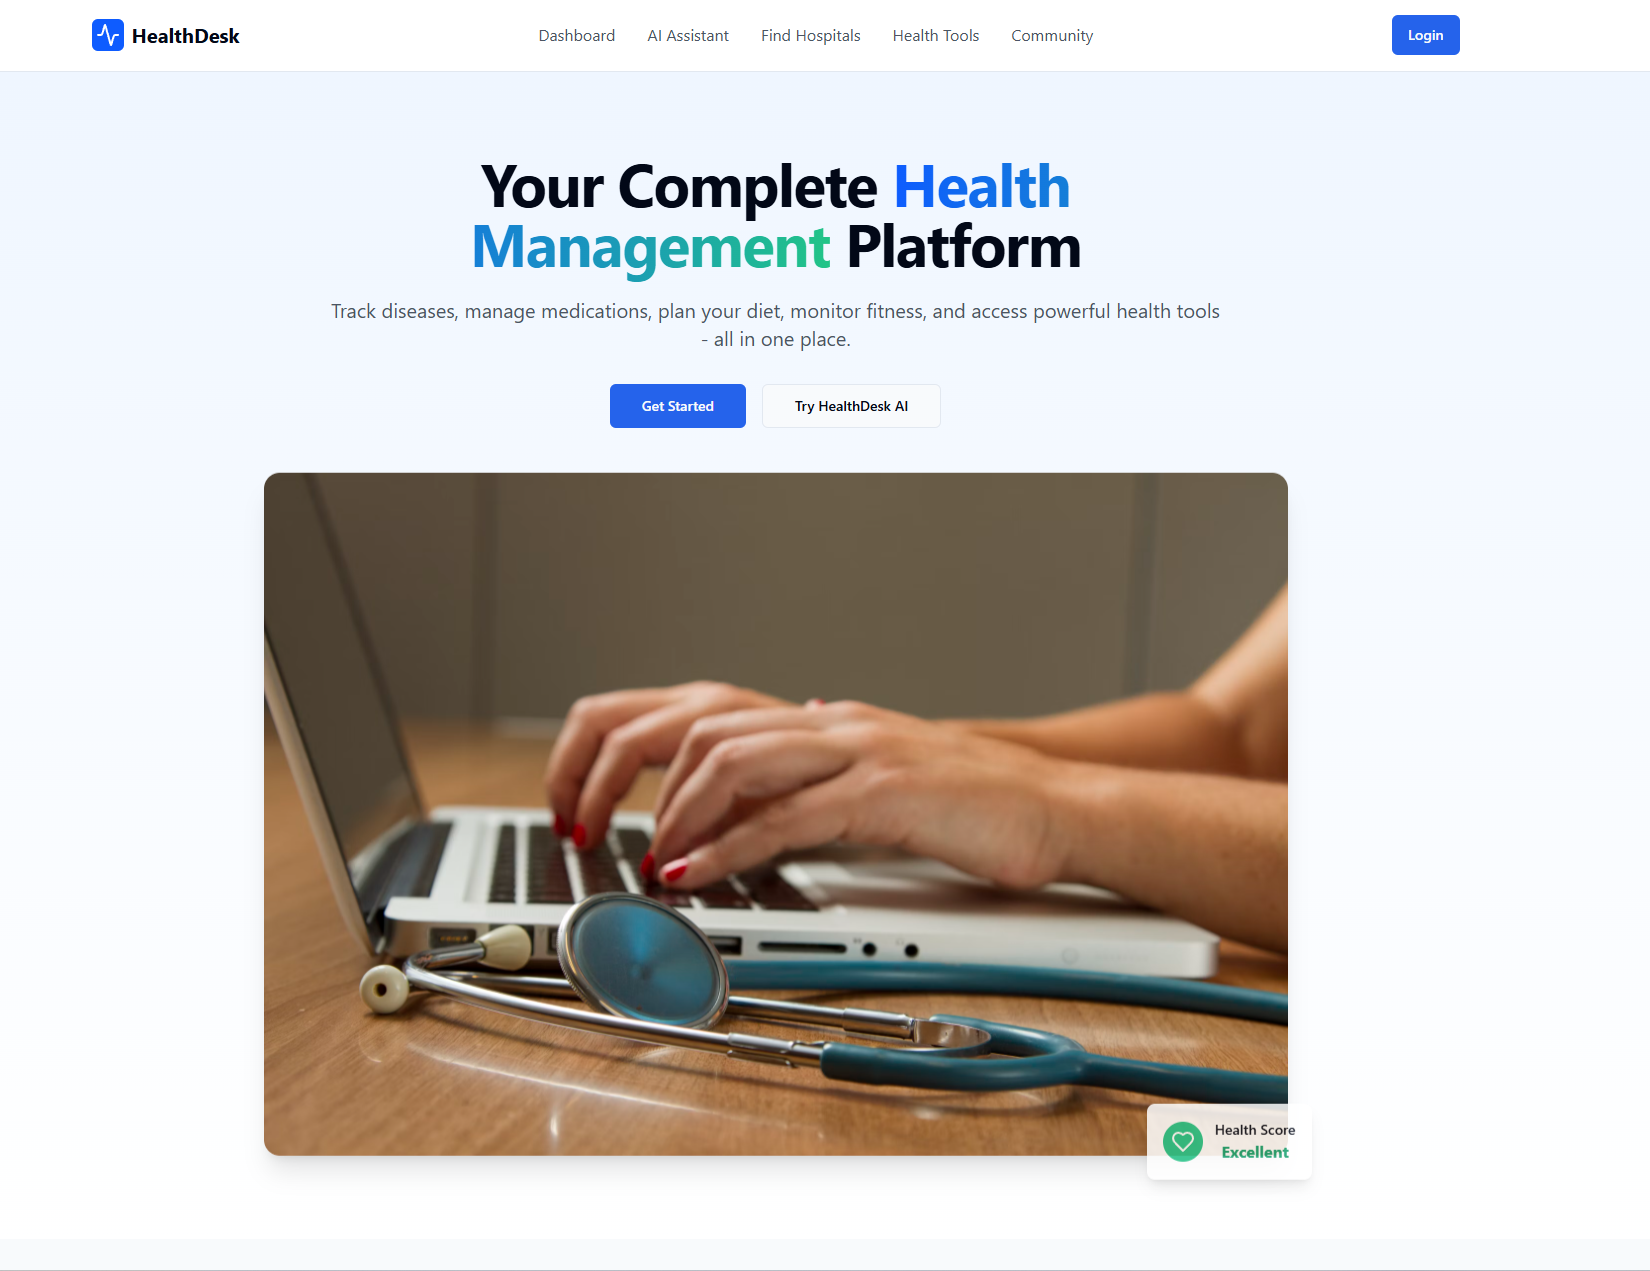 HealthDesk
Dashboard
AI Assistant
Find Hospitals
Health Tools
Community
Login
Your Complete Health
Management Platform
Track diseases, manage medications, plan your diet, monitor fitness, and access powerful health tools
- all in one place.
Get Started
Try HealthDesk AI
Health Score
Excellent